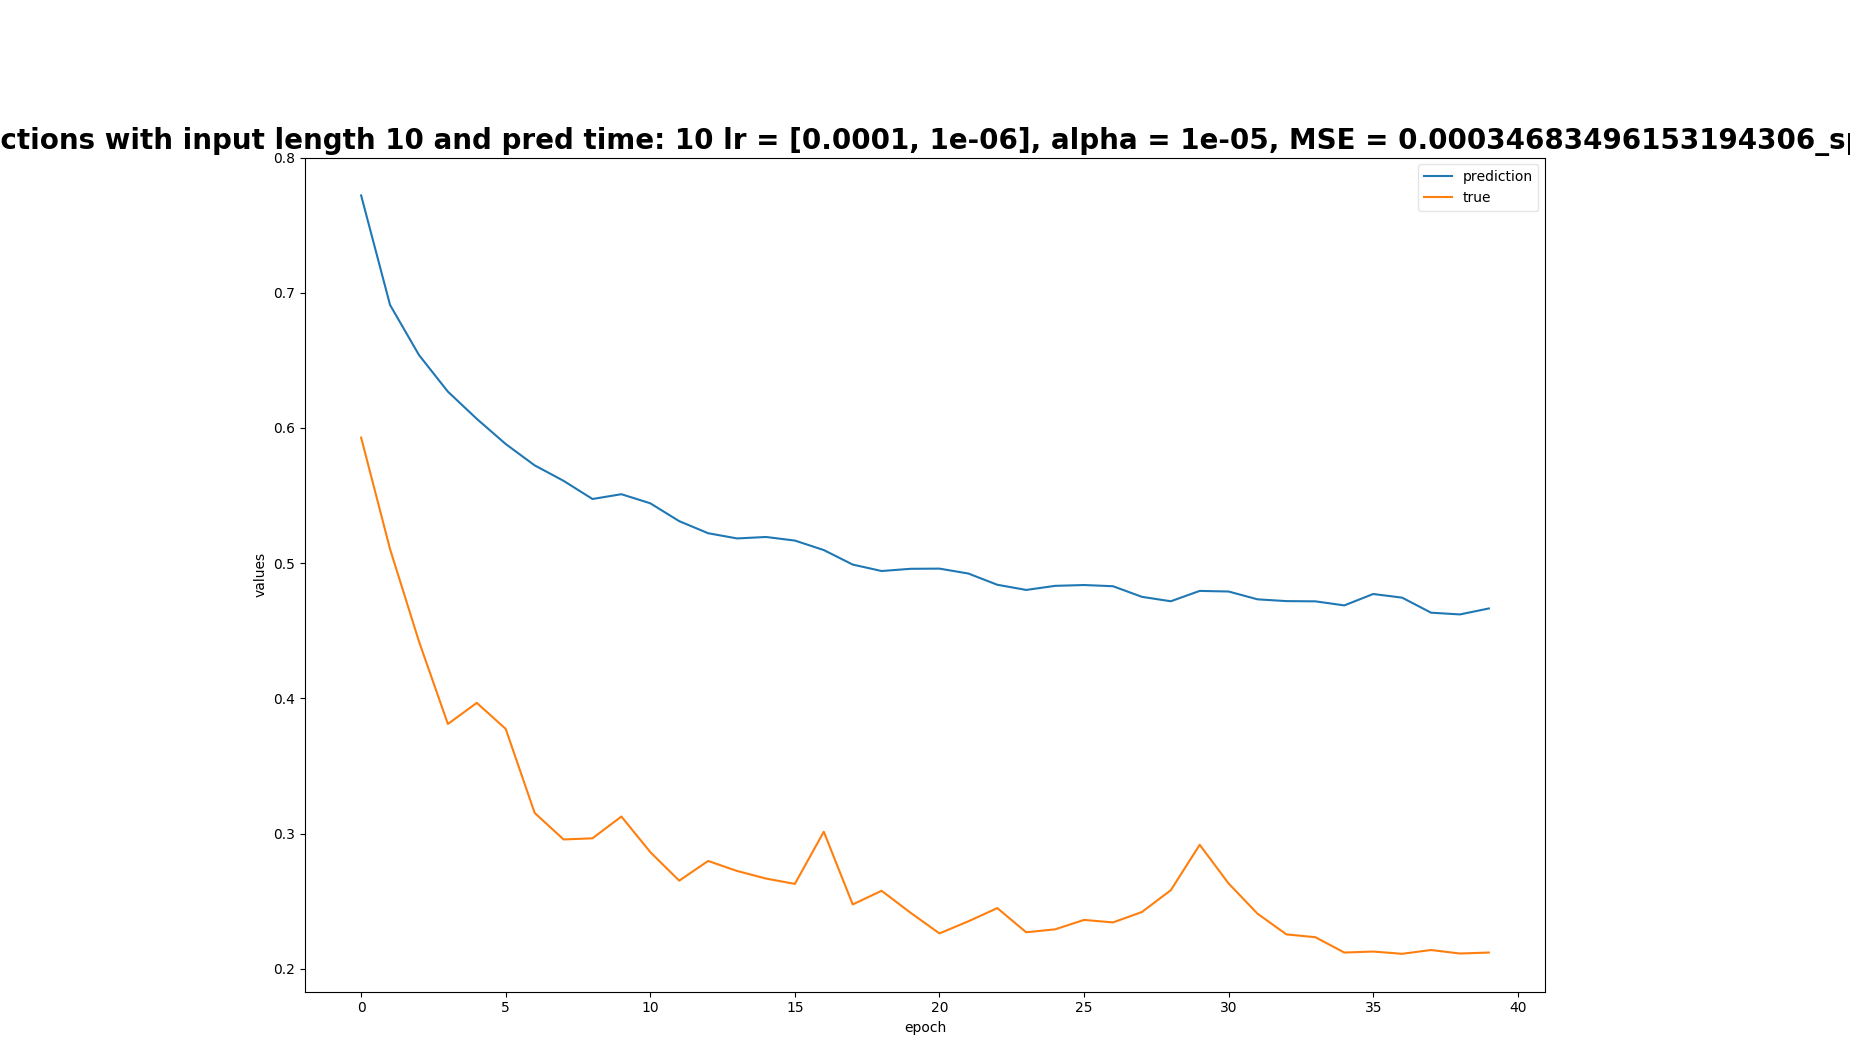 ctions with input length 10 and pred time: 10 lr = [0.0001, 1e-06], alpha = 1e-05, MSE = 0.00034683496153194306_sp
prediction
true
0.8
0.7
0.6
0.5
0.4
0.3
0.2
values
0 5 10 15 20 25 30 35 40
epoch